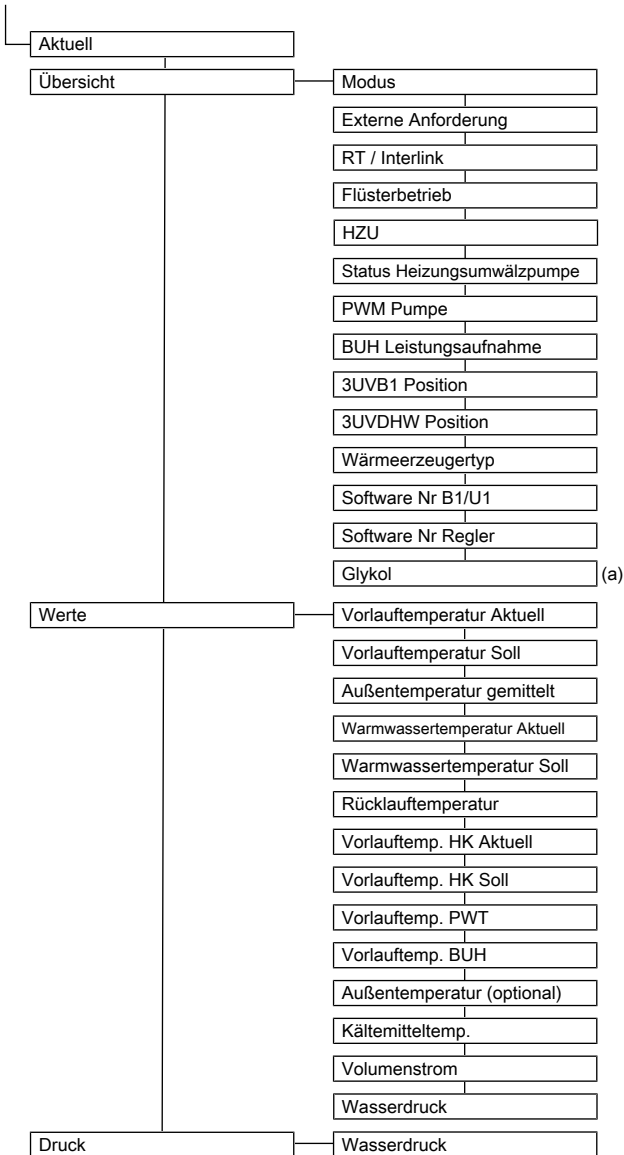 Aktuell
Übersicht
Modus
Externe Anforderung
RT / Interlink
Flüsterbetrieb
HZU
Status Heizungsumwälzpumpe
PWM Pumpe
BUH Leistungsaufnahme
3UVB1 Position
3UVDHW Position
Wärmeerzeugertyp
Software Nr B1/U1
Software Nr Regler
Glykol (a)
Werte
Vorlauftemperatur Aktuell
Vorlauftemperatur Soll
Außentemperatur gemittelt
Warmwassertemperatur Aktuell
Warmwassertemperatur Soll
Rücklauftemperatur
Vorlauftemp. HK Aktuell
Vorlauftemp. HK Soll
Vorlauftemp. PWT
Vorlauftemp. BUH
Außentemperatur (optional)
Kältemitteltemp.
Volumenstrom
Wasserdruck
Druck
Wasserdruck